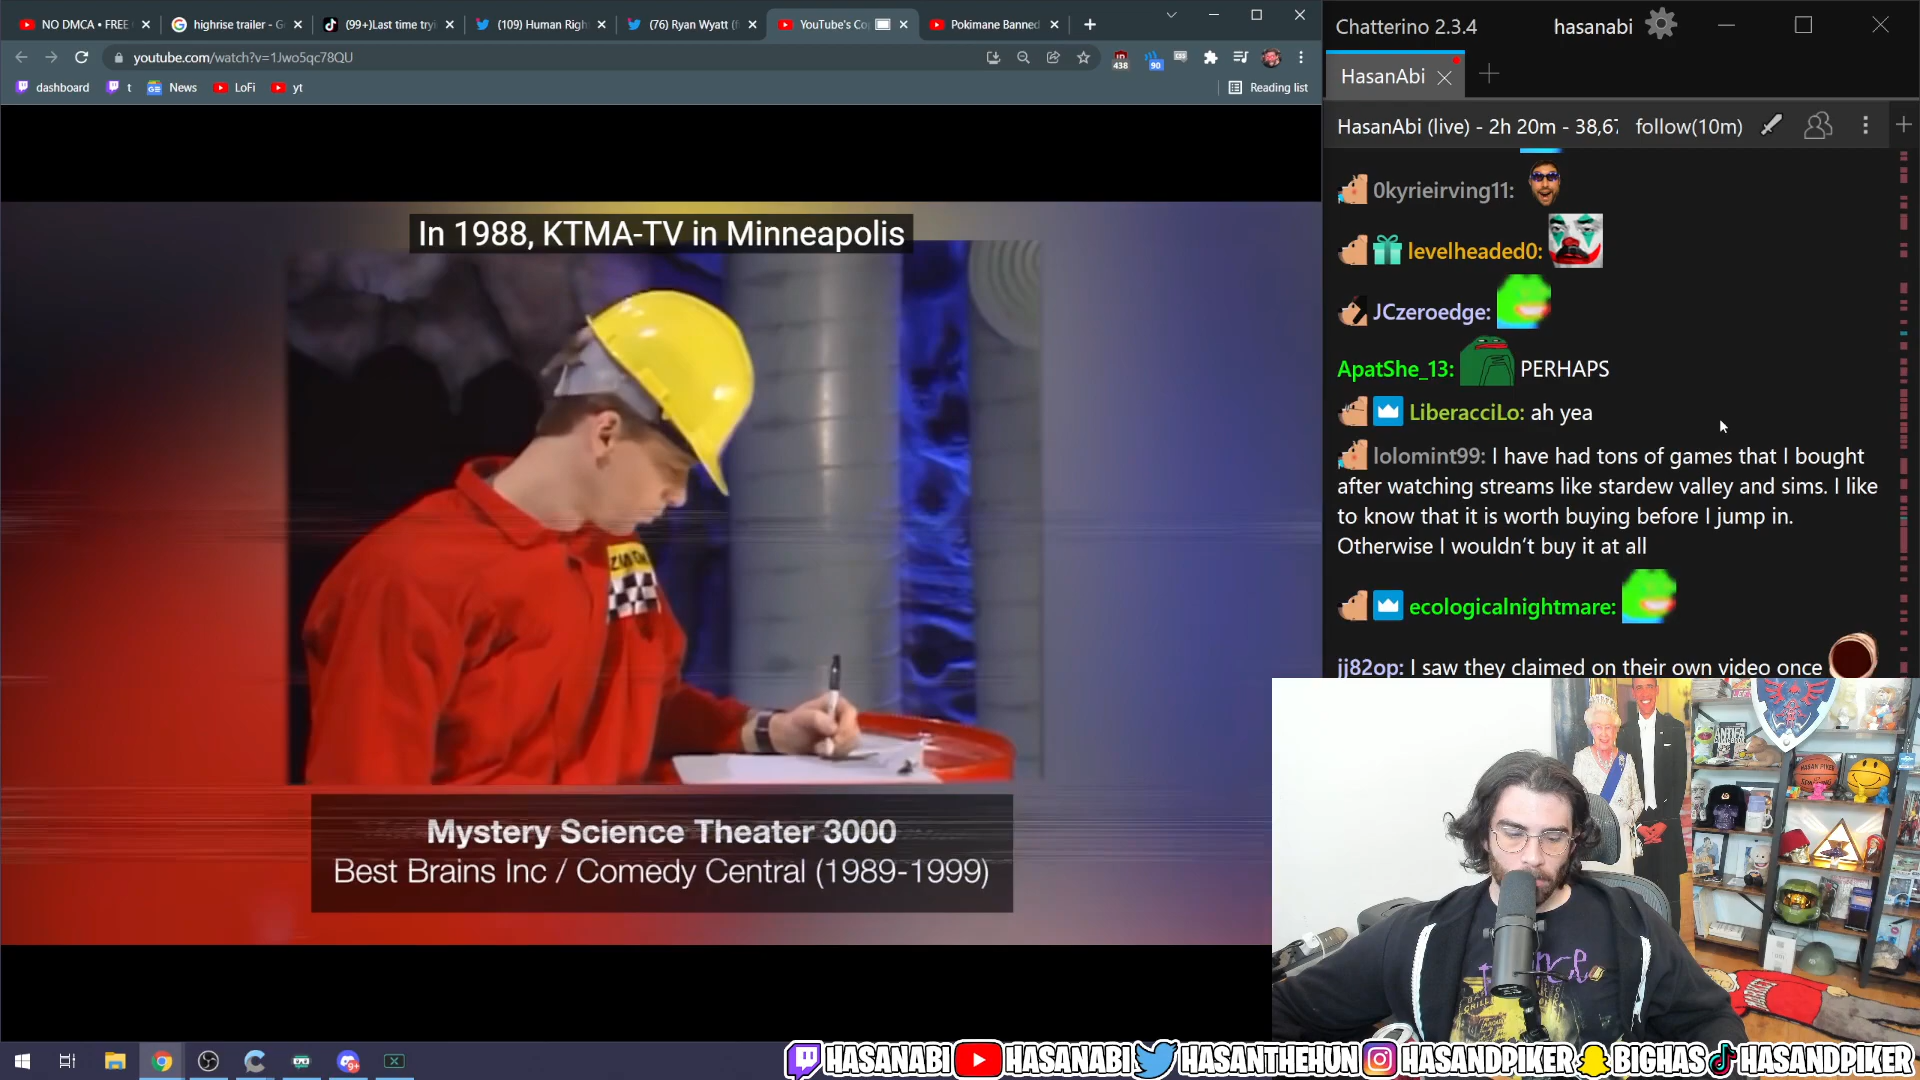 NO DMCA • FREE
highrise trailer - G
(99+)Last time tryi
(109) Human Righ
(76) Ryan Wyatt (f
YouTube's Co
Pokimane Banned
youtube.com/watch?v=1Jwo5qc78QU
438
90
dashboard
t
News
LoFi
yt
Reading list
In 1988, KTMA-TV in Minneapolis
Mystery Science Theater 3000
Best Brains Inc / Comedy Central (1989-1999)
Chatterino 2.3.4
hasanabi
HasanAbi
HasanAbi (live) - 2h 20m - 38,67
follow(10m)
0kyrieirving11:
levelheaded0:
JCzeroedge:
ApatShe_13: PERHAPS
LiberacciLo: ah yea
lolomint99: I have had tons of games that I bought
after watching streams like stardew valley and sims. I like
to know that it is worth buying before I jump in.
Otherwise I wouldn't buy it at all
ecologicalnightmare:
jj82op: I saw they claimed on their own video once
HASANABI
HASANABI
HASANTHEHUN
HASANDPIKER
BIGHAS
HASANDPIKER